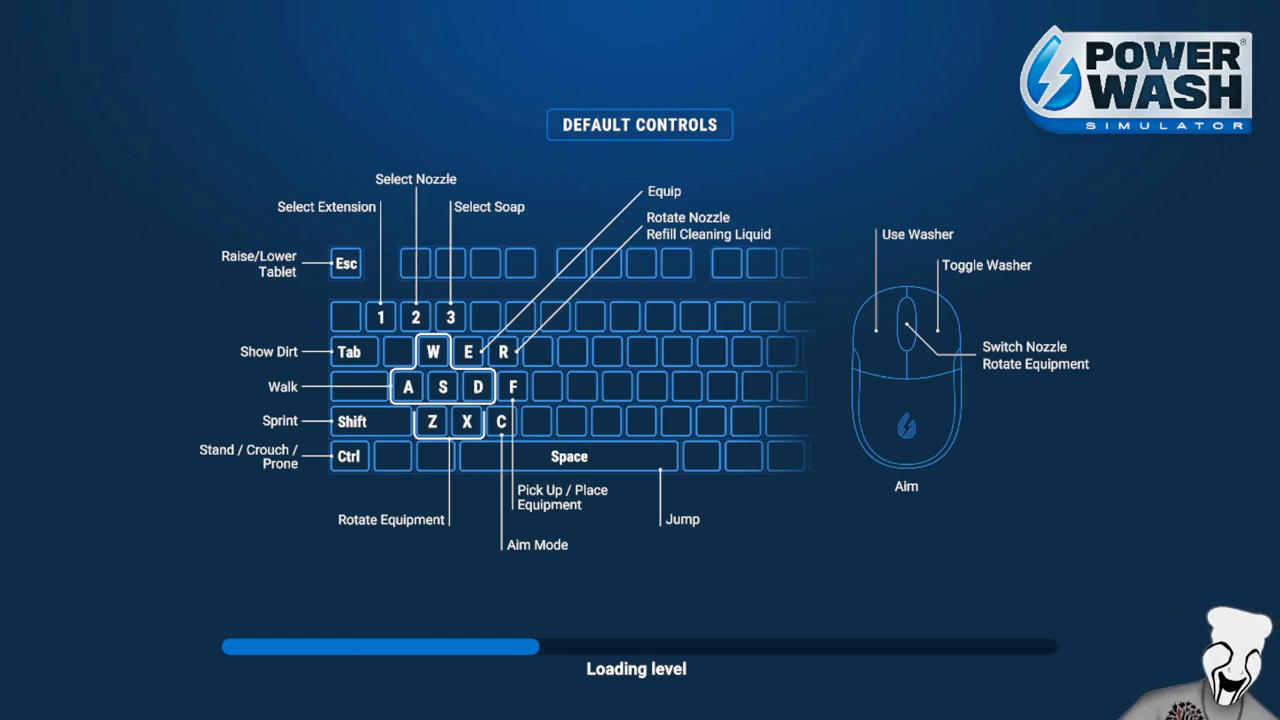 POWER
WASH
SIMULATOR
DEFAULT CONTROLS
Select Nozzle
Select Extension
Select Soap
Equip
Rotate Nozzle
Refill Cleaning Liquid
Raise/Lower
Tablet
Esc
1 2 3
Show Dirt
Tab
W E R
Walk
A S D F
Sprint
Shift
Z X C
Stand / Crouch /
Prone
Ctrl
Space
Rotate Equipment
Pick Up / Place
Equipment
Aim Mode
Jump
Use Washer
Toggle Washer
Switch Nozzle
Rotate Equipment
Aim
Loading level